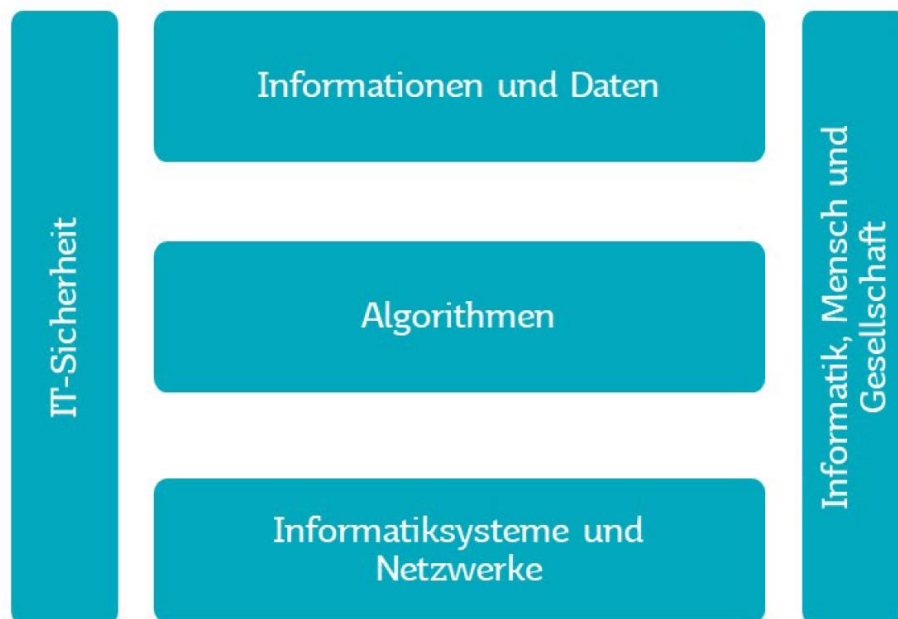 IT-Sicherheit
Informationen und Daten
Algorithmen
Informatiksysteme und
Netzwerke
Informatik, Mensch und
Gesellschaft